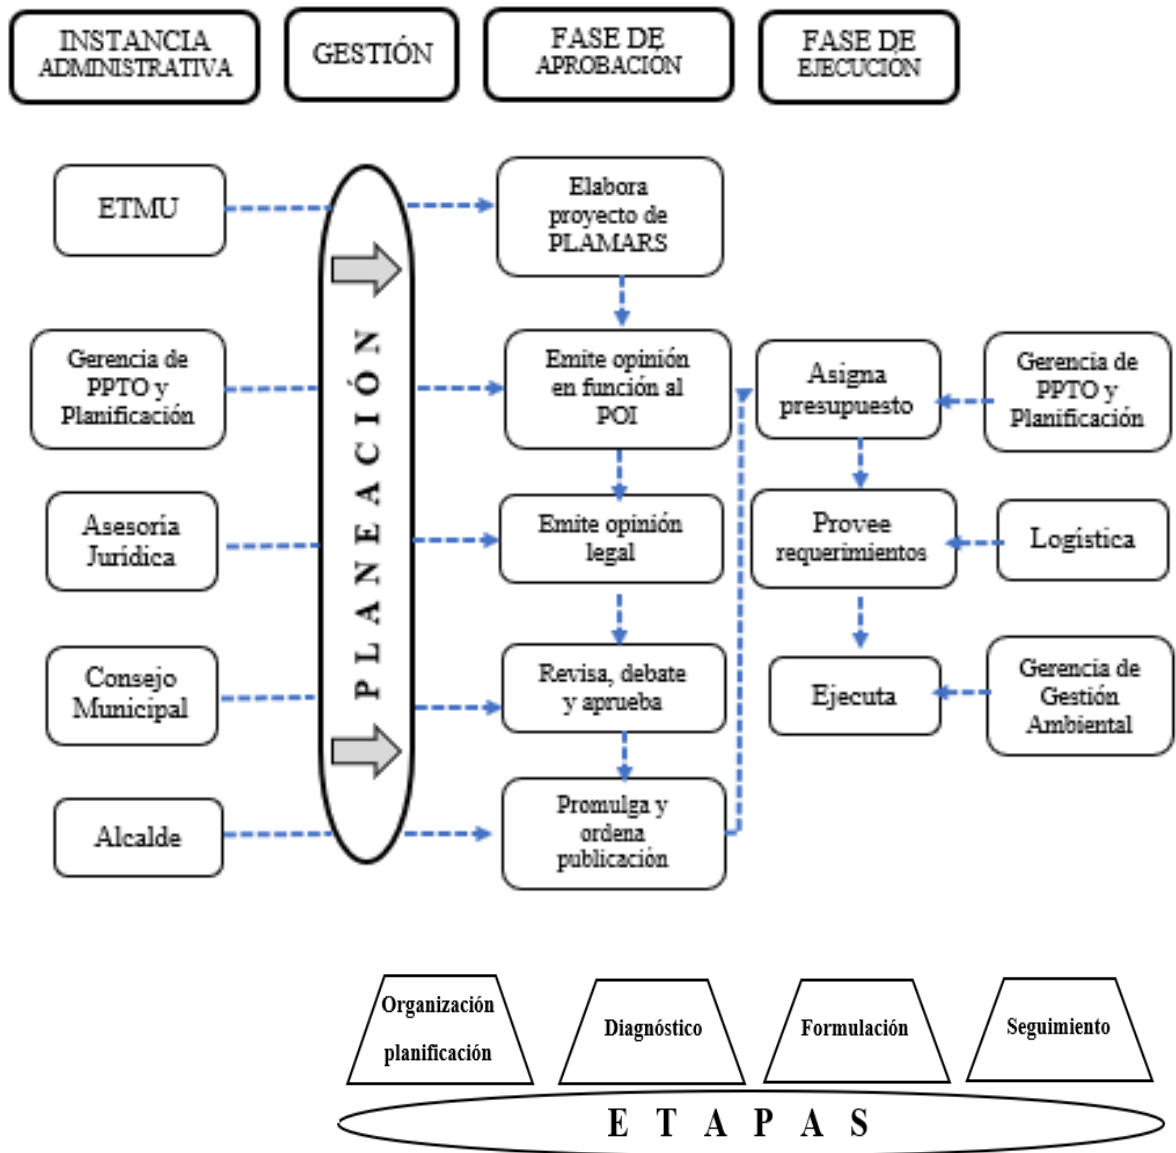 INSTANCIA
ADMINISTRATIVA
GESTIÓN
FASE DE
APROBACIÓN
FASE DE
EJECUCIÓN
ETMU
Elabora
proyecto de
PLAMARS
PLANEACIÓN
Gerencia de
PPTO y
Planificación
Emite opinión
en función al
POI
Asigna
presupuesto
Gerencia de
PPTO y
Planificación
Asesoría
Jurídica
Emite opinión
legal
Provee
requerimientos
Logística
Consejo
Municipal
Revisa, debate
y aprueba
Ejecuta
Gerencia de
Gestión
Ambiental
Alcalde
Promulga y
ordena
publicación
Organización
planificación
Diagnóstico
Formulación
Seguimiento
ETAPAS